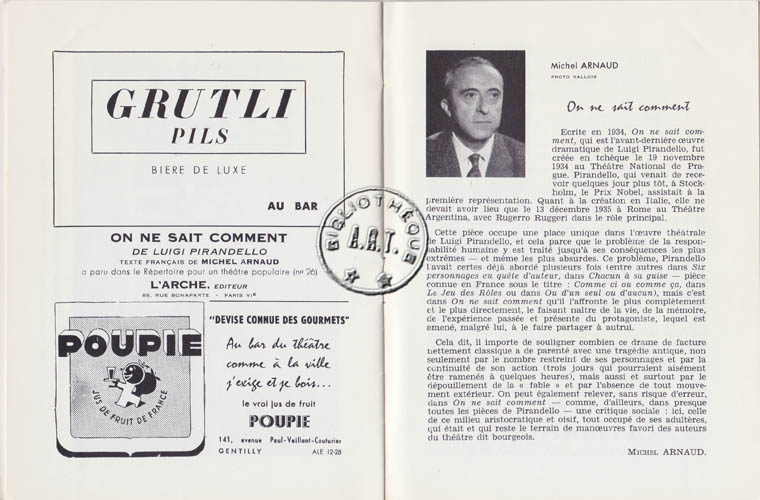 GRUTLI
PILS
BIERE DE LUXE
AU BAR
ON NE SAIT COMMENT
DE LUIGI PIRANDELLO
TEXTE FRANÇAIS DE MICHEL ARNAUD
a paru dans le Répertoire pour un théâtre populaire (n° 26)
L'ARCHE, EDITEUR
86, RUE BONAPARTE - PARIS VIe
POUPIE
JUS DE FRUIT DE FRANCE
"DEVISE CONNUE DES GOURMETS"
Au bar du théâtre
comme à la ville
j'exige et je bois...
le vrai jus de fruit
POUPIE
141, avenue Paul-Vaillant-Couturier
GENTILLY ALE 12-28
BIBLIOTHÈQUE
A.R.T.
Michel ARNAUD
PHOTO VALLOIS
On ne sait comment
Ecrite en 1934, On ne sait com-
ment, qui est l'avant-dernière œuvre
dramatique de Luigi Pirandello, fut
créée en tchèque le 19 novembre
1934 au Théâtre National de Pra-
gue. Pirandello, qui venait de rece-
voir quelques jour plus tôt, à Stock-
holm, le Prix Nobel, assistait à la
première représentation. Quant à la création en Italie, elle ne
devait avoir lieu que le 13 décembre 1935 à Rome au Théâtre
Argentina, avec Rugerro Ruggeri dans le rôle principal.
Cette pièce occupe une place unique dans l'œuvre théâtrale
de Luigi Pirandello, et cela parce que le problème de la respon-
sabilité humaine y est traité jusqu'à ses conséquences les plus
extrêmes — et même les plus absurdes. Ce problème, Pirandello
l'avait certes déjà abordé plusieurs fois (entre autres dans Six
personnages en quête d'auteur, dans Chacun à sa guise — pièce
connue en France sous le titre : Comme ci ou comme ça, dans
Le Jeu des Rôles ou dans Ou d'un seul ou d'aucun), mais c'est
dans On ne sait comment qu'il l'affronte le plus complètement
et le plus directement, le faisant naître de la vie, de la mémoire,
de l'expérience passée et présente du protagoniste, lequel est
amené, malgré lui, à le faire partager à autrui.
Cela dit, il importe de souligner combien ce drame de facture
nettement classique a de parenté avec une tragédie antique, non
seulement par le nombre restreint de ses personnages et par la
continuité de son action (trois jours qui pourraient aisément
être ramenés à quelques heures), mais aussi et surtout par le
dépouillement de la « fable » et par l'absence de tout mouve-
ment extérieur. On peut également relever, sans risque d'erreur,
dans On ne sait comment — comme, d'ailleurs, dans presque
toutes les pièces de Pirandello — une critique sociale : ici, celle
de ce milieu aristocratique et oisif, tout occupé de ses adultères,
qui était et qui reste le terrain de manœuvres favori des auteurs
du théâtre dit bourgeois.
MICHEL ARNAUD.